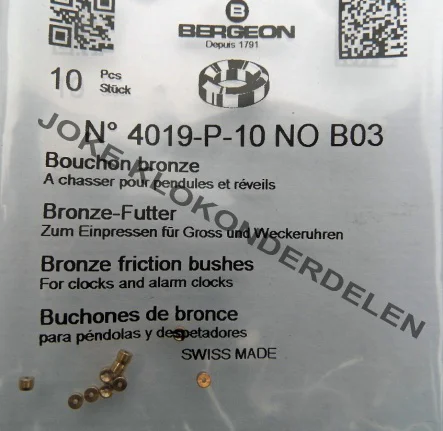 B
BERGEON
Depuis 1791
10 Pcs
Stück
N° 4019-P-10 NO B03
Bouchon bronze
A chasser pour pendules et réveils
Bronze-Futter
Zum Einpressen für Gross und Weckeruhren
Bronze friction bushes
For clocks and alarm clocks
Buchones de bronce
para péndolas y despetadores
SWISS MADE
JOKE KLOKONDERDELEN